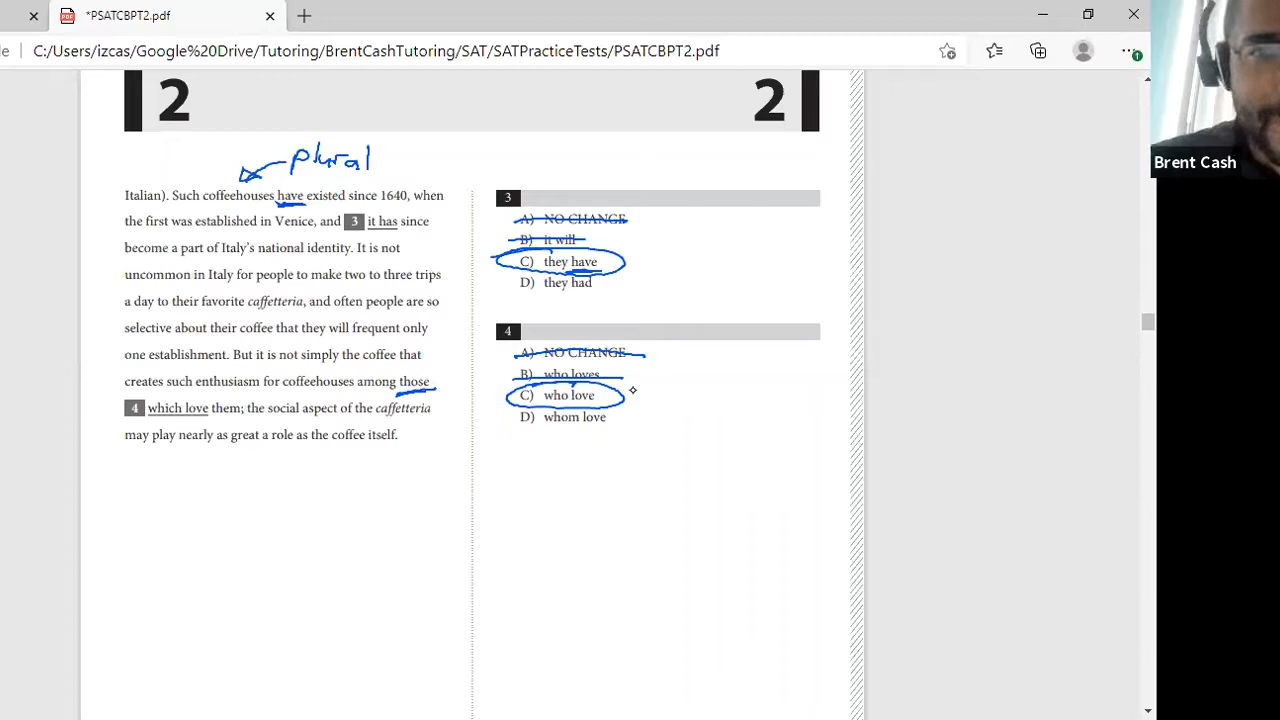 *PSATCBPT2.pdf
C:/Users/izcas/Google%20Drive/Tutoring/BrentCashTutoring/SAT/SATPracticeTests/PSATCBPT2.pdf
2
2
Brent Cash
plural
Italian). Such coffeehouses have existed since 1640, when
the first was established in Venice, and 3 it has since
become a part of Italy's national identity. It is not
uncommon in Italy for people to make two to three trips
a day to their favorite caffetteria, and often people are so
selective about their coffee that they will frequent only
one establishment. But it is not simply the coffee that
creates such enthusiasm for coffeehouses among those
4 which love them; the social aspect of the caffetteria
may play nearly as great a role as the coffee itself.
3
A) NO CHANGE
B) it will
C) they have
D) they had
4
A) NO CHANGE
B) who loves
C) who love
D) whom love